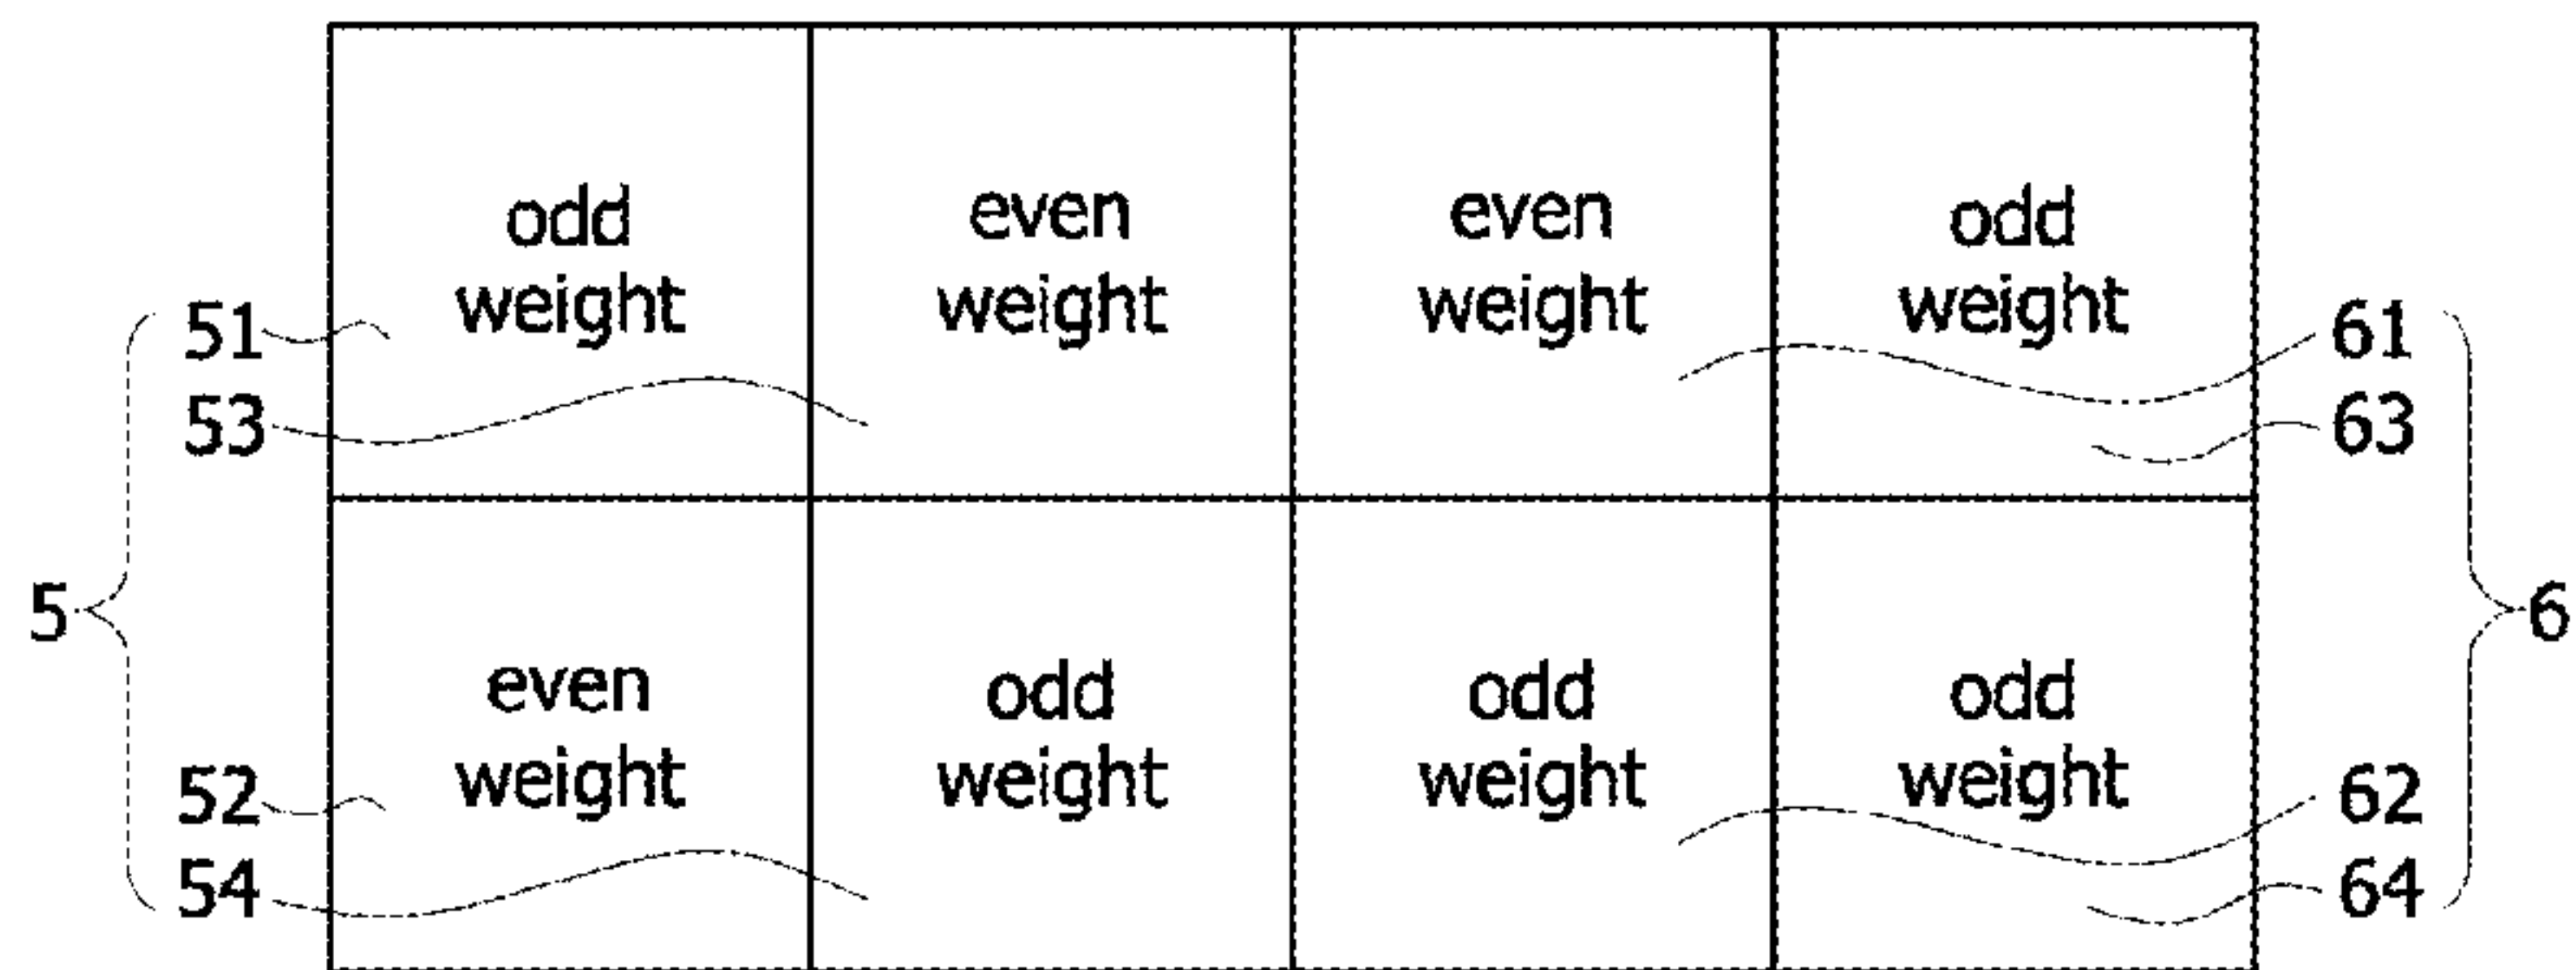 odd even even odd
weight weight weight weight
51 61
53 63
5 6
even odd odd odd
weight weight weight weight
52 62
54 64